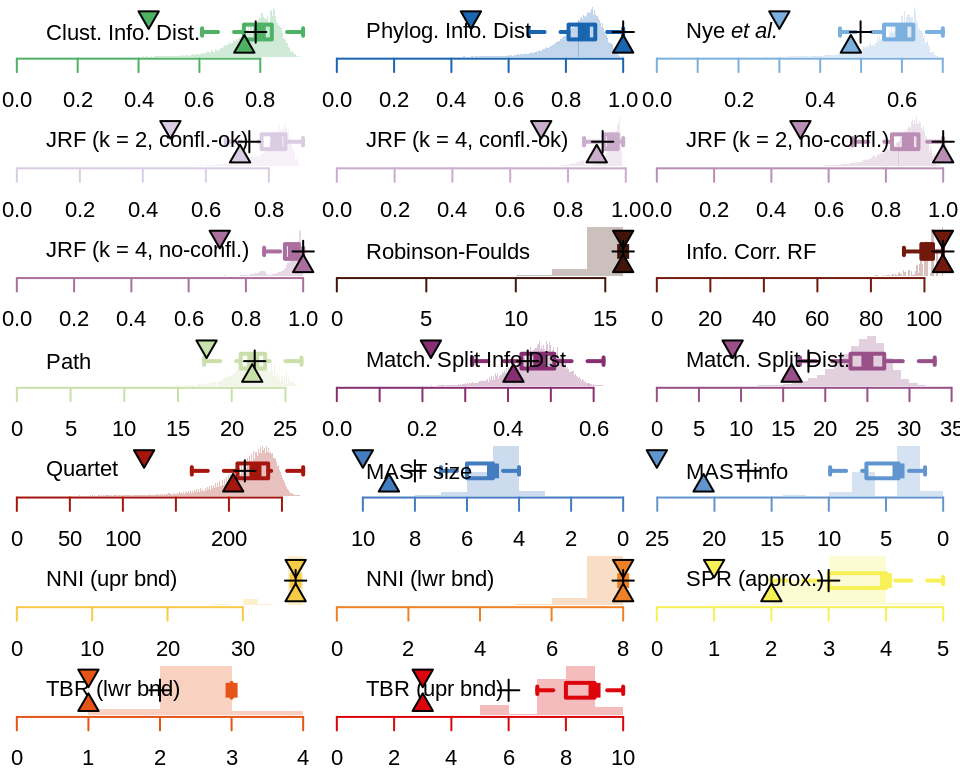 Clust. Info. Dist.
0.0 0.2 0.4 0.6 0.8
Phylog. Info. Dist
0.0 0.2 0.4 0.6 0.8 1.0
Nye et al.
0.0 0.2 0.4 0.6
JRF (k = 2, confl.-ok)
0.0 0.2 0.4 0.6 0.8
JRF (k = 4, confl.-ok)
0.0 0.2 0.4 0.6 0.8 1.0
JRF (k = 2, no-confl.)
0.0 0.2 0.4 0.6 0.8 1.0
JRF (k = 4, no-confl.)
0.0 0.2 0.4 0.6 0.8 1.0
Robinson-Foulds
0 5 10 15
Info. Corr. RF
0 20 40 60 80 100
Path
0 5 10 15 20 25
Match. Split Info Dist
0.0 0.2 0.4 0.6
Match. Split Dist.
0 5 10 15 20 25 30 35
Quartet
0 50 100 200
MAST size
10 8 6 4 2 0
MAST info
25 20 15 10 5 0
NNI (upr bnd)
0 10 20 30
NNI (lwr bnd)
0 2 4 6 8
SPR (approx.)
0 1 2 3 4 5
TBR (lwr bnd)
0 1 2 3 4
TBR (upr bnd)
0 2 4 6 8 10